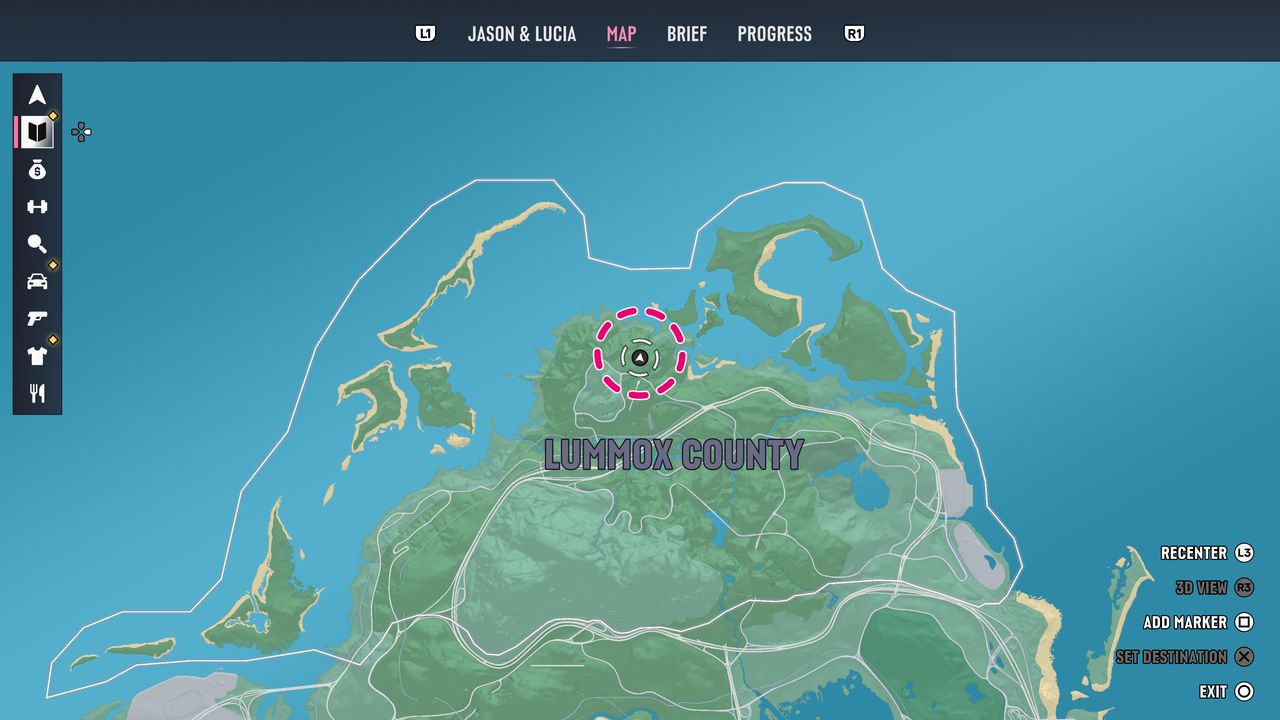 L1 JASON & LUCIA MAP BRIEF PROGRESS R1
LUMMOX COUNTY
RECENTER L3
3D VIEW R3
ADD MARKER
SET DESTINATION
EXIT